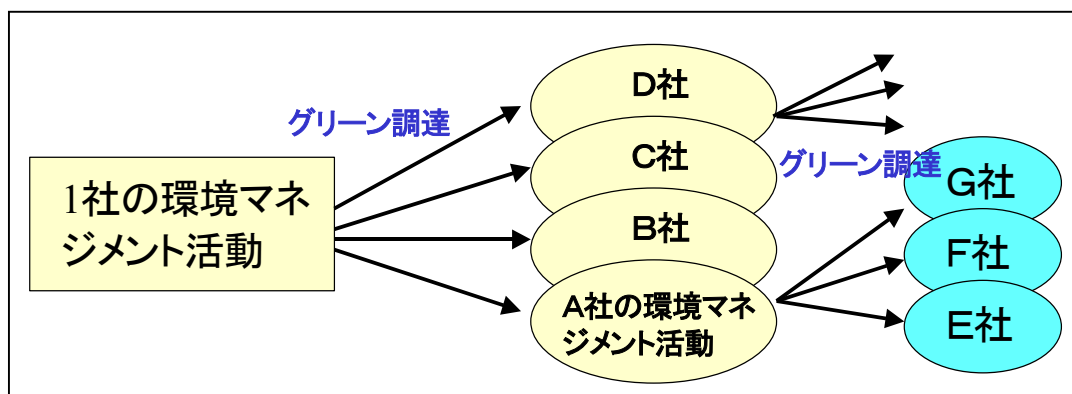 1社の環境マネ
ジメント活動
グリーン調達
D社
C社
B社
A社の環境マネ
ジメント活動
グリーン調達
G社
F社
E社